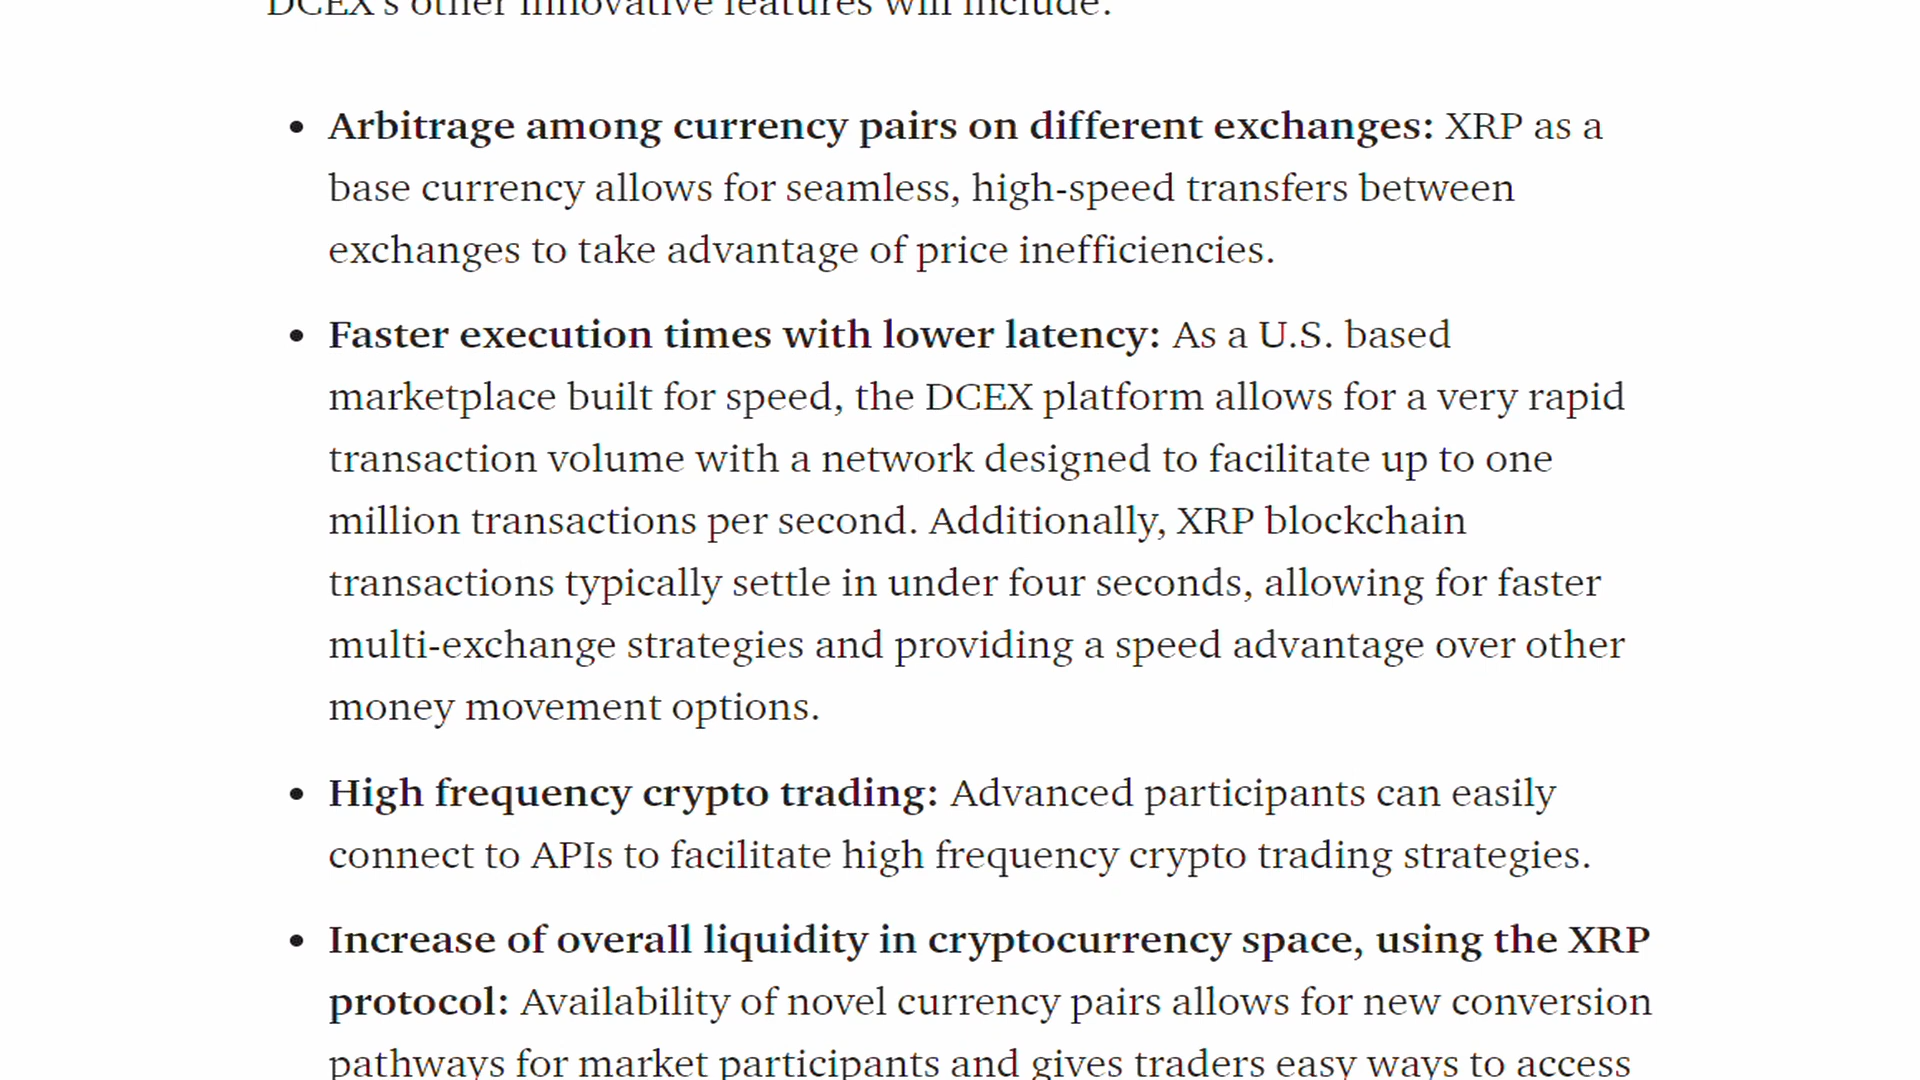 DCEX's other innovative features will include:
• Arbitrage among currency pairs on different exchanges: XRP as a
base currency allows for seamless, high-speed transfers between
exchanges to take advantage of price inefficiencies.
• Faster execution times with lower latency: As a U.S. based
marketplace built for speed, the DCEX platform allows for a very rapid
transaction volume with a network designed to facilitate up to one
million transactions per second. Additionally, XRP blockchain
transactions typically settle in under four seconds, allowing for faster
multi-exchange strategies and providing a speed advantage over other
money movement options.
• High frequency crypto trading: Advanced participants can easily
connect to APIs to facilitate high frequency crypto trading strategies.
• Increase of overall liquidity in cryptocurrency space, using the XRP
protocol: Availability of novel currency pairs allows for new conversion
pathways for market participants and gives traders easy ways to access